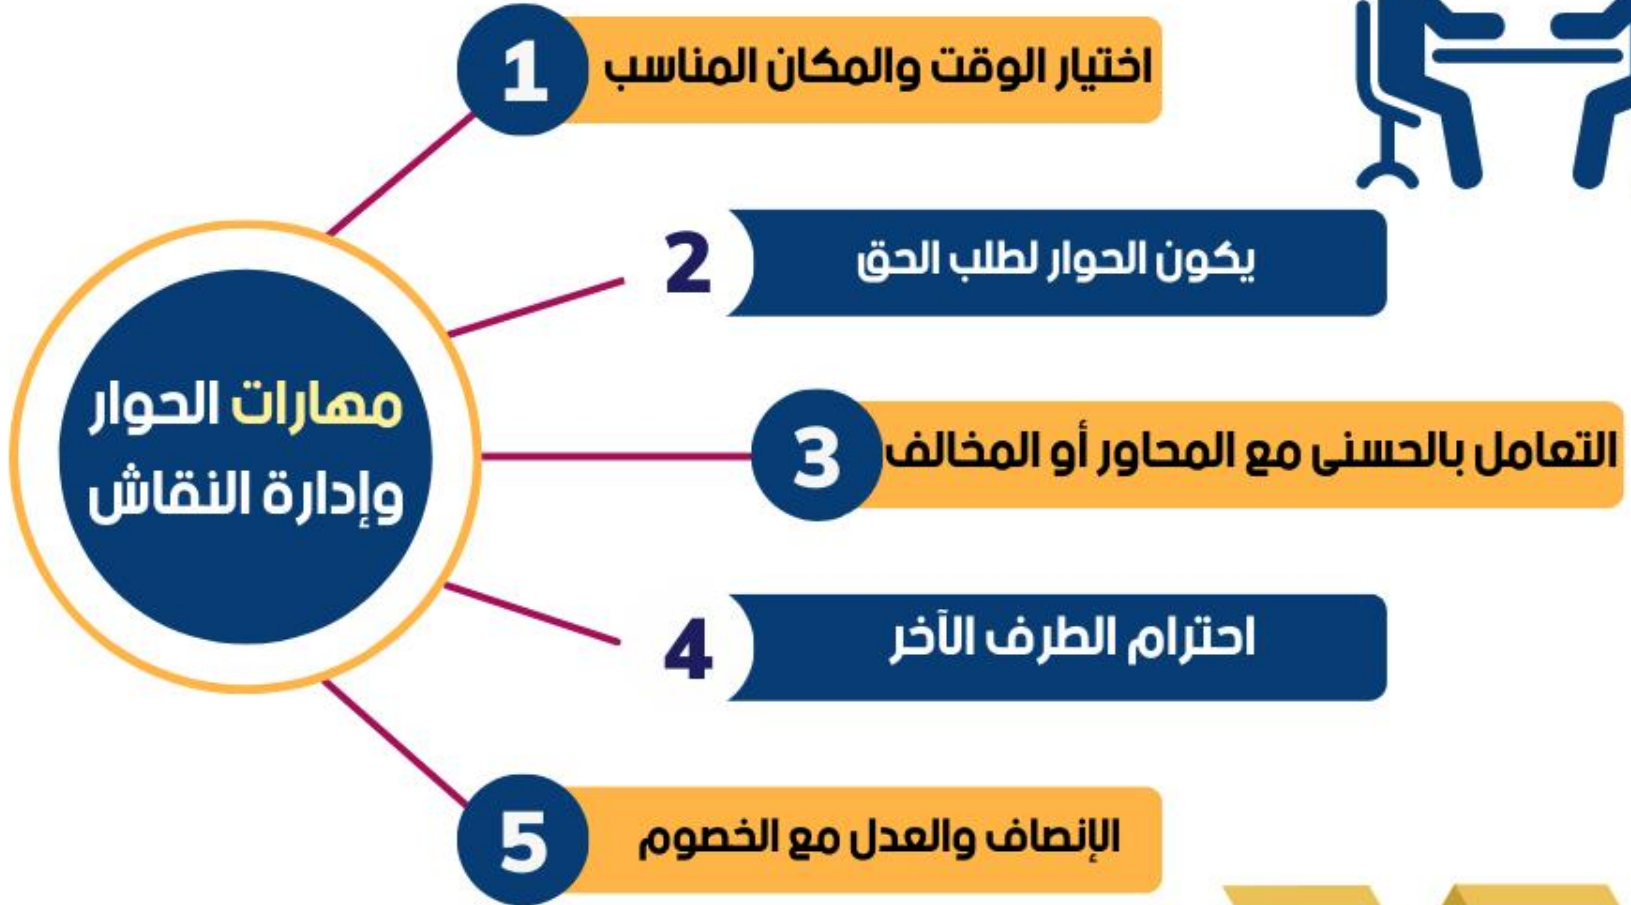 مهارات الحوار
وإدارة النقاش
1 اختيار الوقت والمكان المناسب
2 يكون الحوار لطلب الحق
3 التعامل بالحسنى مع المحاور أو المخالف
4 احترام الطرف الآخر
5 الإنصاف والعدل مع الخصوم